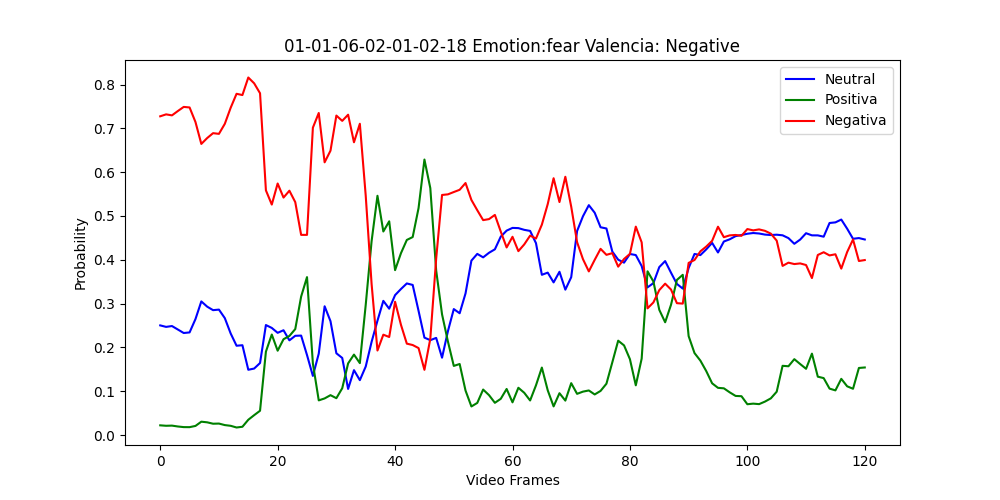 01-01-06-02-01-02-18 Emotion:fear Valencia: Negative
Neutral
Positiva
Negativa
Probability
0.8
0.7
0.6
0.5
0.4
0.3
0.2
0.1
0.0
0 20 40 60 80 100 120
Video Frames